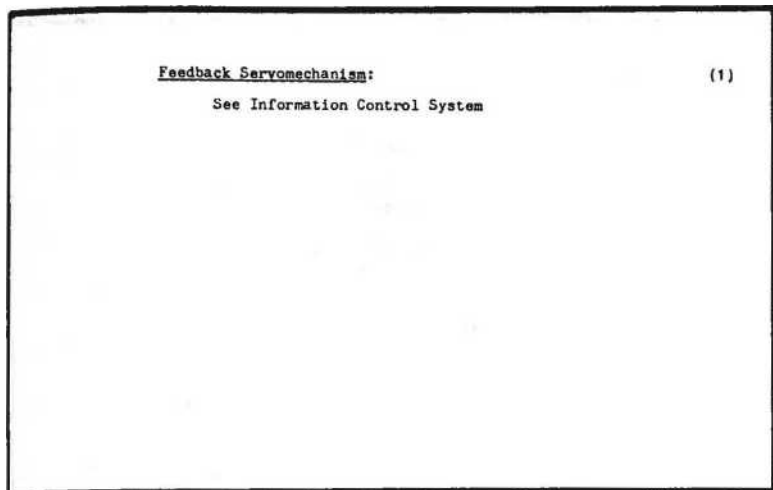 Feedback Servomechanism: (1)
See Information Control System